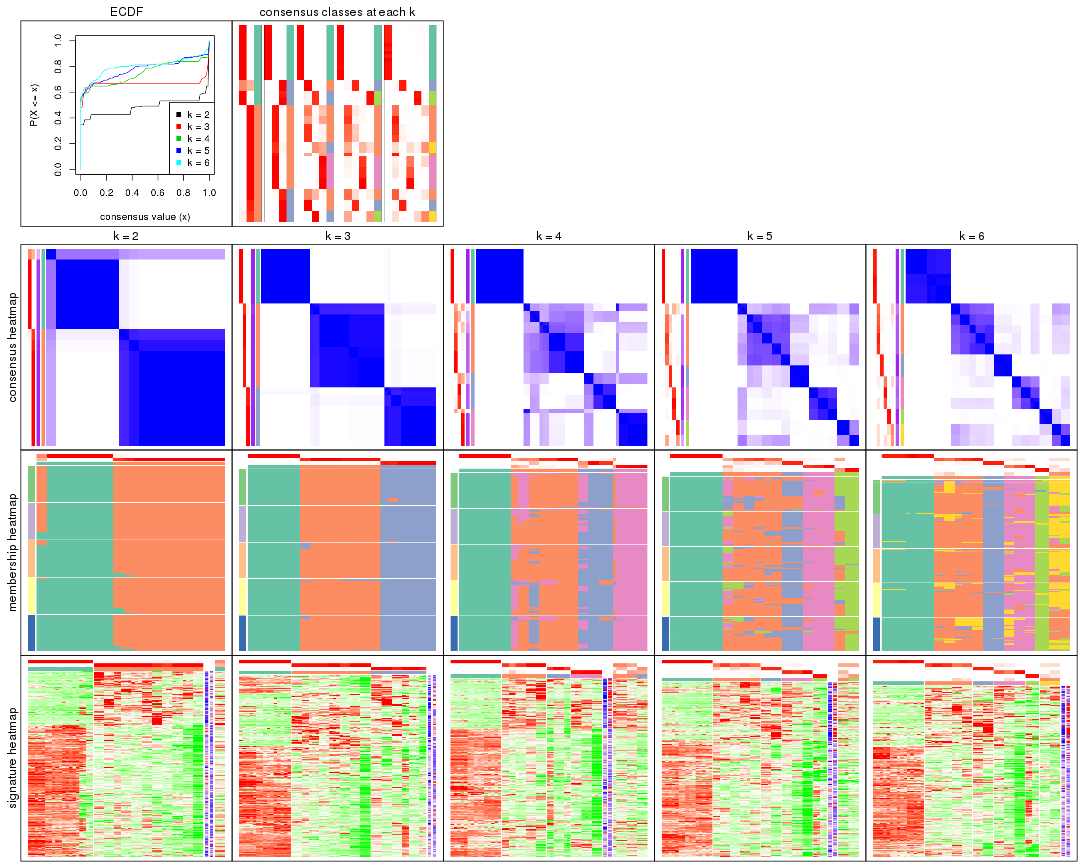 ECDF
consensus classes at each k
P(X <= x)
0.0
0.2
0.4
0.6
0.8
1.0
k = 2
k = 3
k = 4
k = 5
k = 6
0.0 0.2 0.4 0.6 0.8 1.0
consensus value (x)
k = 2
k = 3
k = 4
k = 5
k = 6
consensus heatmap
membership heatmap
signature heatmap